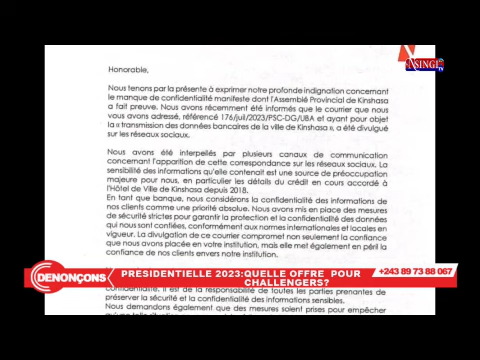 SINGI
TV
Honorable,
Nous tenons par la présente à exprimer notre profonde indignation concernant
le manque de confidentialité manifeste dont l'Assemblé Provincial de Kinshasa
a fait preuve. Nous avons récemment été informés que le courrier que nous
vous avons adressé, référencé 176/juil/2023/PSC-DG/UBA et ayant pour objet
la « transmission des données bancaires de la ville de Kinshasa », a été divulgué
sur les réseaux sociaux.
Nous avons été interpellés par plusieurs canaux de communication
concernant l'apparition de cette correspondance sur les réseaux sociaux. La
sensibilité des informations qu'elle contenait est une source de préoccupation
majeure pour nous, en particulier les détails du crédit en cours accordé à
l'Hôtel de Ville de Kinshasa depuis 2018.
En tant que banque, nous considérons la confidentialité des informations de
nos clients comme une priorité absolue. Nous avons mis en place des mesures
de sécurité strictes pour garantir la protection et la confidentialité des données
qui nous sont confiées, conformément aux normes internationales et locales en
vigueur. La divulgation de ce courrier compromet non seulement la confiance
que nous avons placée en votre institution, mais elle met également en péril la
confiance de nos clients envers notre institution.
DENONÇONS
PRESIDENTIELLE 2023:QUELLE OFFRE POUR
CHALLENGERS?
+243 89 73 88 067
confidentialité. Il est de la responsabilité de toutes les parties prenantes de
préserver la sécurité et la confidentialité des informations sensibles.
Nous demandons également que des mesures soient prises pour empêcher